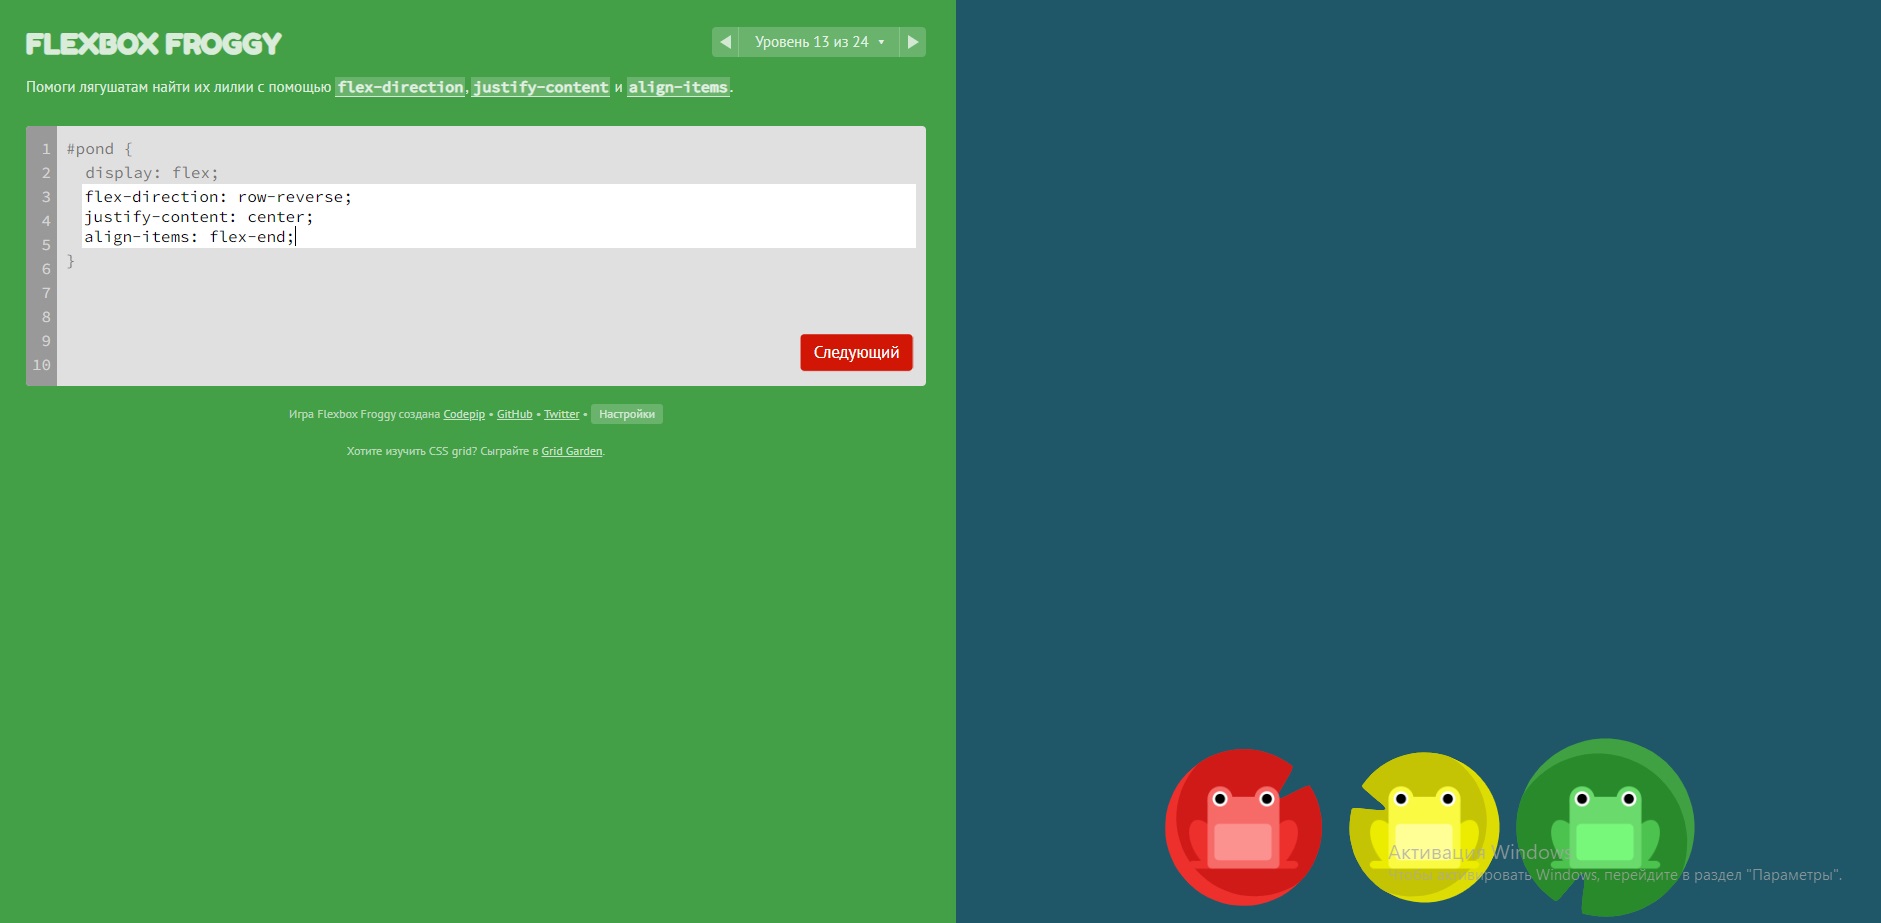 FLEXBOX FROGGY
Уровень 13 из 24
Помоги лягушатам найти их лилии с помощью flex-direction, justify-content и align-items.
1 #pond {
2 display: flex;
3 flex-direction: row-reverse;
4 justify-content: center;
5 align-items: flex-end;
6 }
7
8
9
10
Следующий
Игра Flexbox Froggy создана Codepip • GitHub • Twitter • Настройки
Хотите изучить CSS grid? Сыграйте в Grid Garden.
Активация Windows
Чтобы активировать Windows, перейдите в раздел "Параметры".